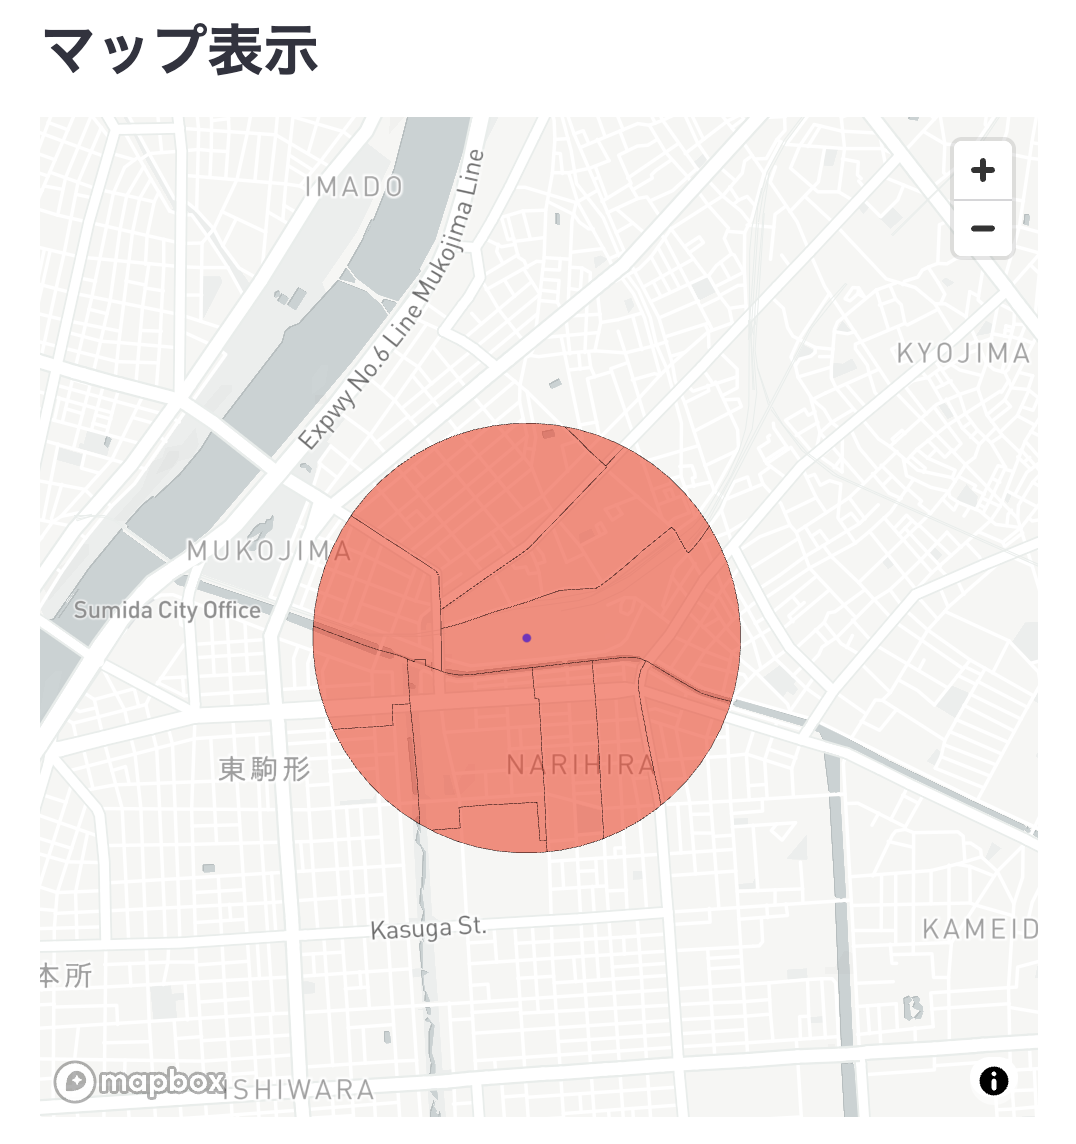 マップ表示
IMADO
Expwy No.6 Line Mukojima Line
+
−
KYOJIMA
MUKOJIMA
Sumida City Office
東駒形
NARIHIRA
Kasuga St.
KAMEID
本所
mapbox
ISHIWARA
i